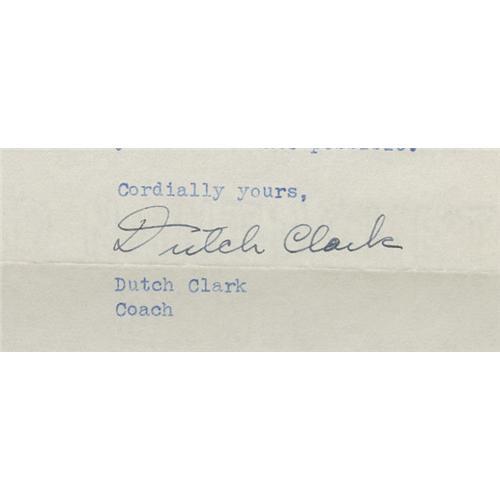 Cordially yours,
Dutch Clark
Dutch Clark
Coach